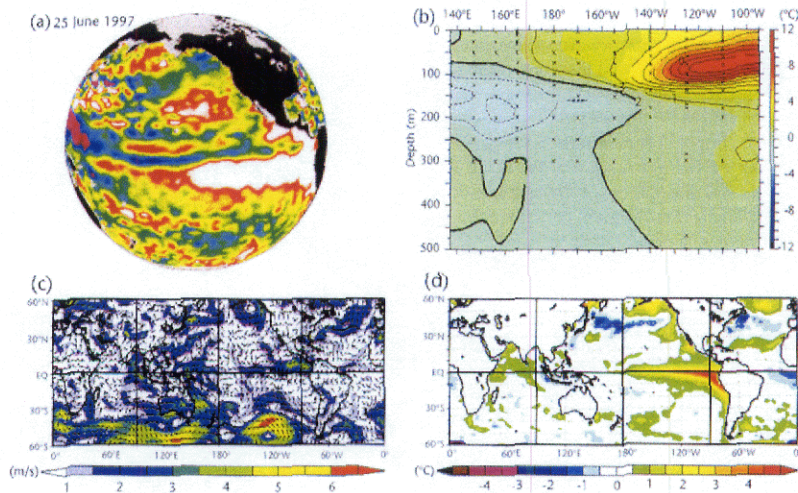 (a) 25 June 1997
(b)
140°E 160°E 180° 160°W 140°W 120°W 100°W
(°C)
0
100
200
300
400
500
Depth (m)
2
12
8
4
0
-4
-8
12
(c)
60°N
30°N
EQ
30°S
60°S
0° 60°E 120°E 180° 120°W 60°W 0°
(m/s) 1 2 3 4 5 6
(d)
60°N
30°N
EQ
30°S
60°S
0° 60°E 120°E 180° 120°W 60°W 0°
(°C) -4 -3 -2 -1 0 1 2 3 4